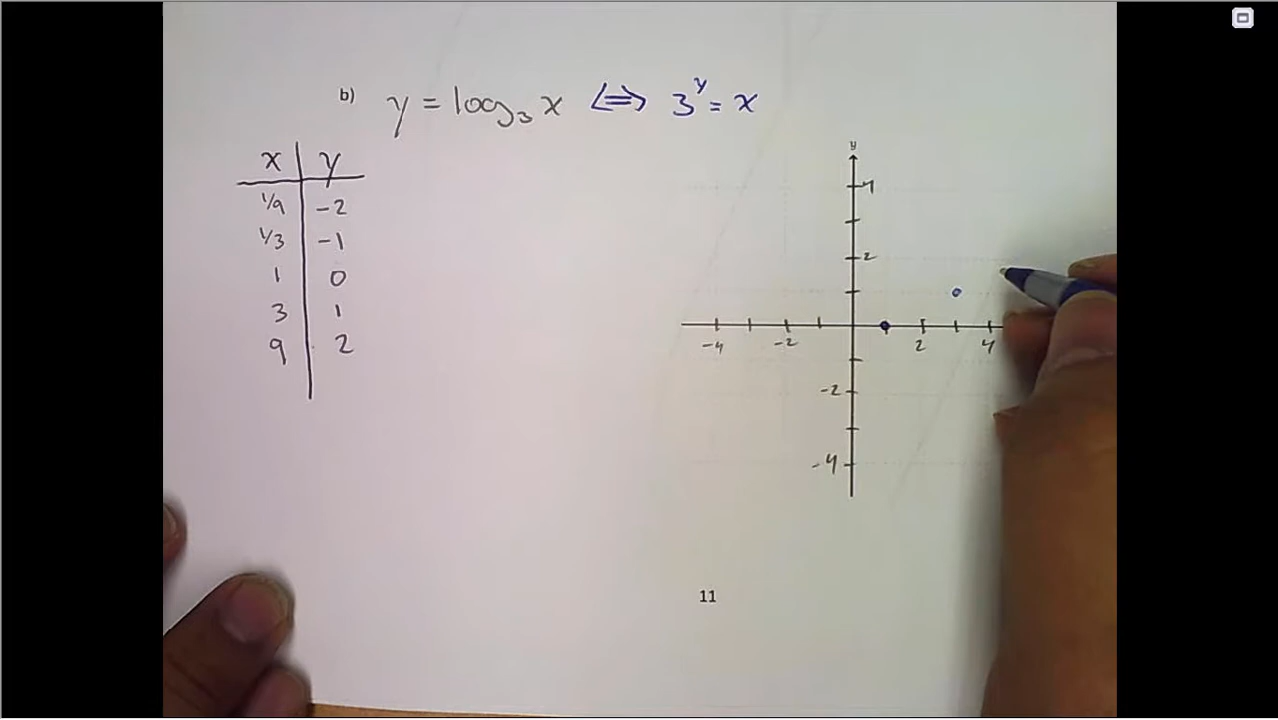 b) y = log₃ x ⇔ 3ʸ = x
x y
1/9 -2
1/3 -1
1 0
3 1
9 2
y
4
2
-4 -2 2 4
-2
-4
11